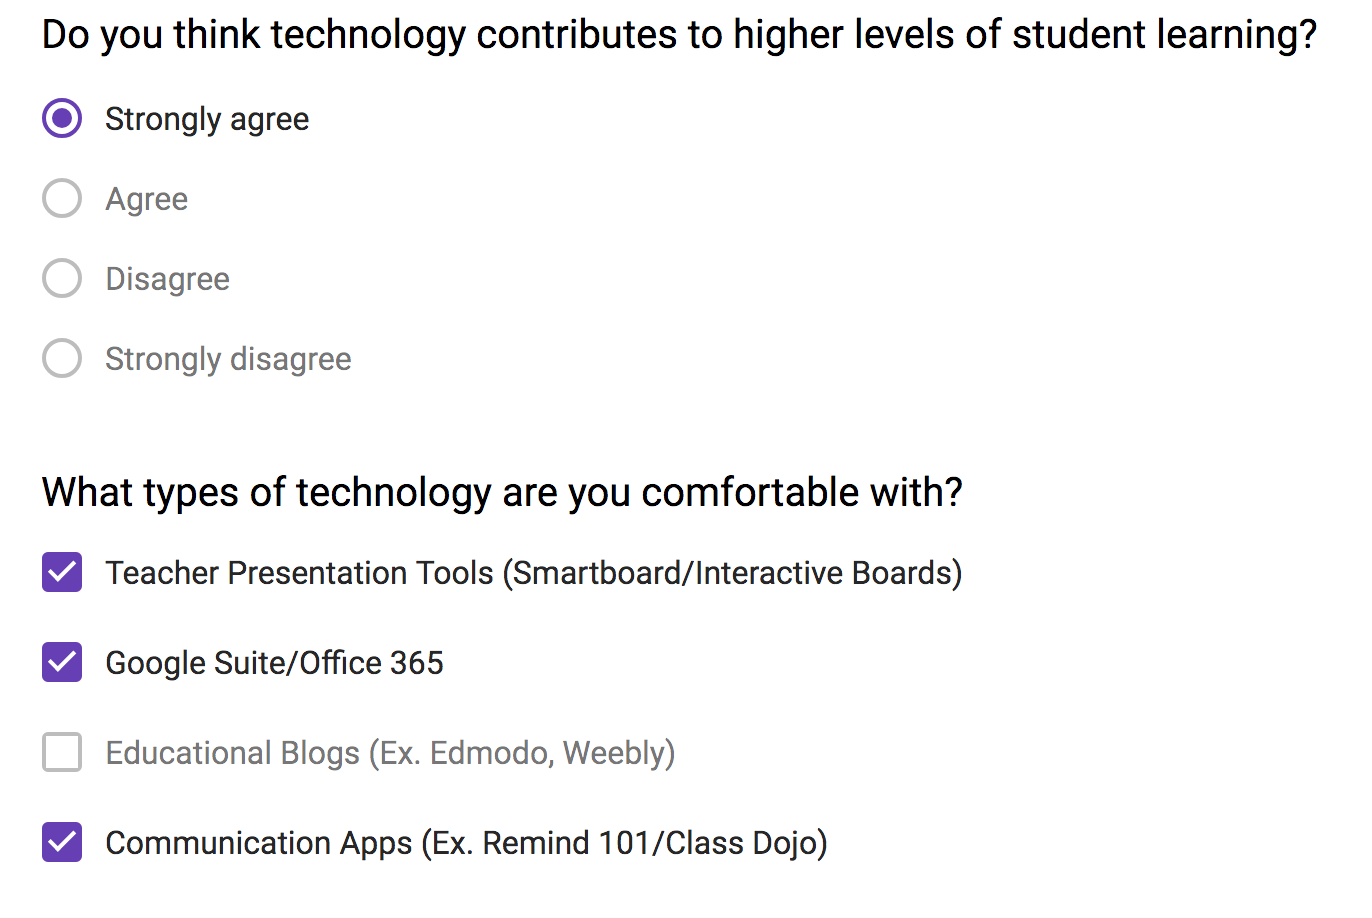 Do you think technology contributes to higher levels of student learning?
Strongly agree
Agree
Disagree
Strongly disagree
What types of technology are you comfortable with?
Teacher Presentation Tools (Smartboard/Interactive Boards)
Google Suite/Office 365
Educational Blogs (Ex. Edmodo, Weebly)
Communication Apps (Ex. Remind 101/Class Dojo)